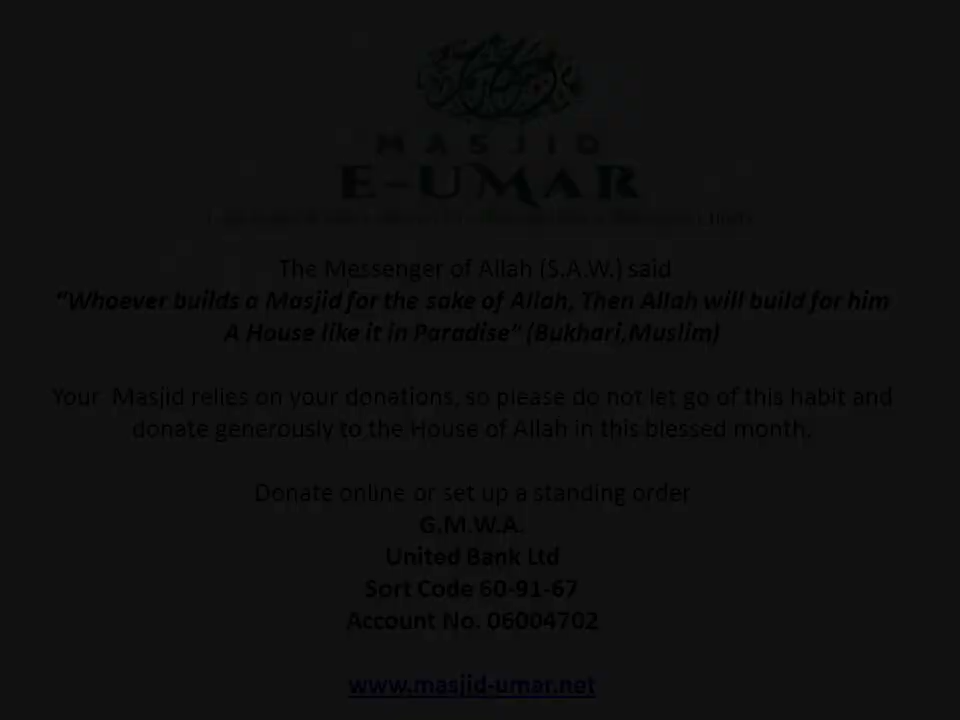 MASJID
E-UMAR
The Messenger of Allah (S.A.W.) said
"Whoever builds a Masjid for the sake of Allah, Then Allah will build for him
A House like it in Paradise" (Bukhari,Muslim)
Your Masjid relies on your donations, so please do not let go of this habit and
donate generously to the House of Allah in this blessed month.
Donate online or set up a standing order
G.M.W.A.
United Bank Ltd
Sort Code 60-91-67
Account No. 06004702
www.masjid-umar.net